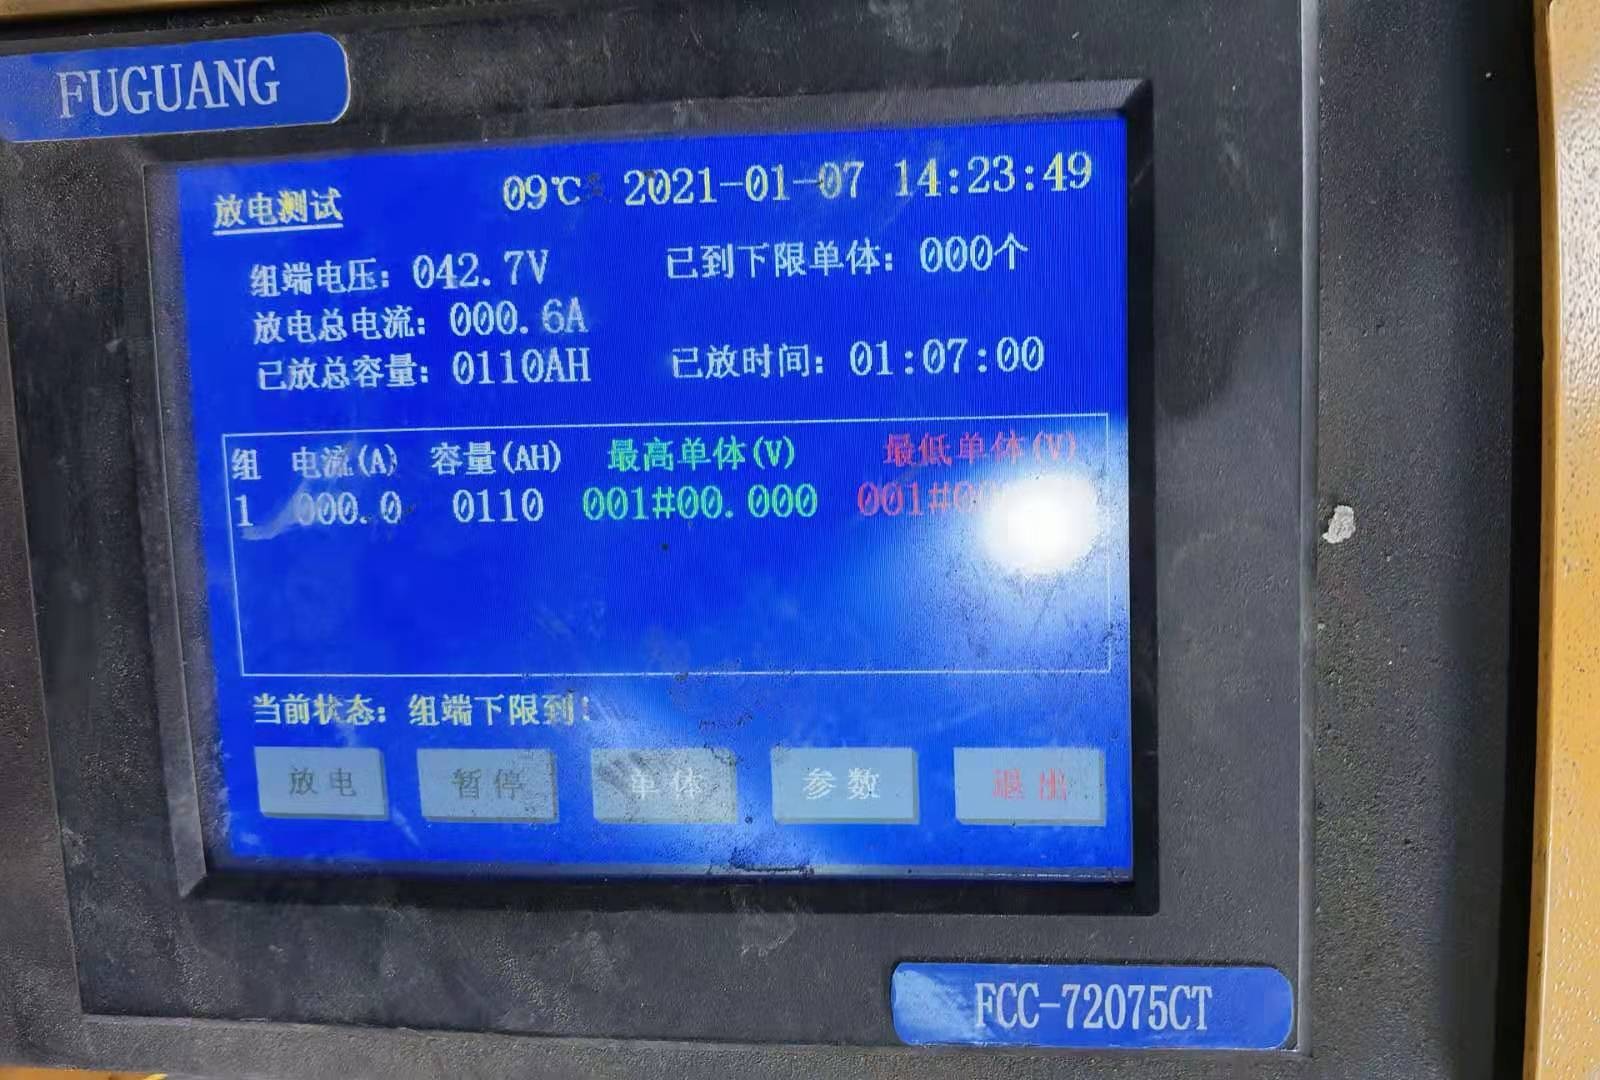 FUGUANG
放电测试 09℃ 2021-01-07 14:23:49
组端电压：042.7V 已到下限单体：000个
放电总电流：000.6A
已放总容量：0110AH 已放时间：01:07:00
组 电流(A) 容量(AH) 最高单体(V) 最低单体(V)
1 000.0 0110 001#00.000 001#0
当前状态：组端下限到！
放电 暂停 单体 参数 退出
FCC-72075CT